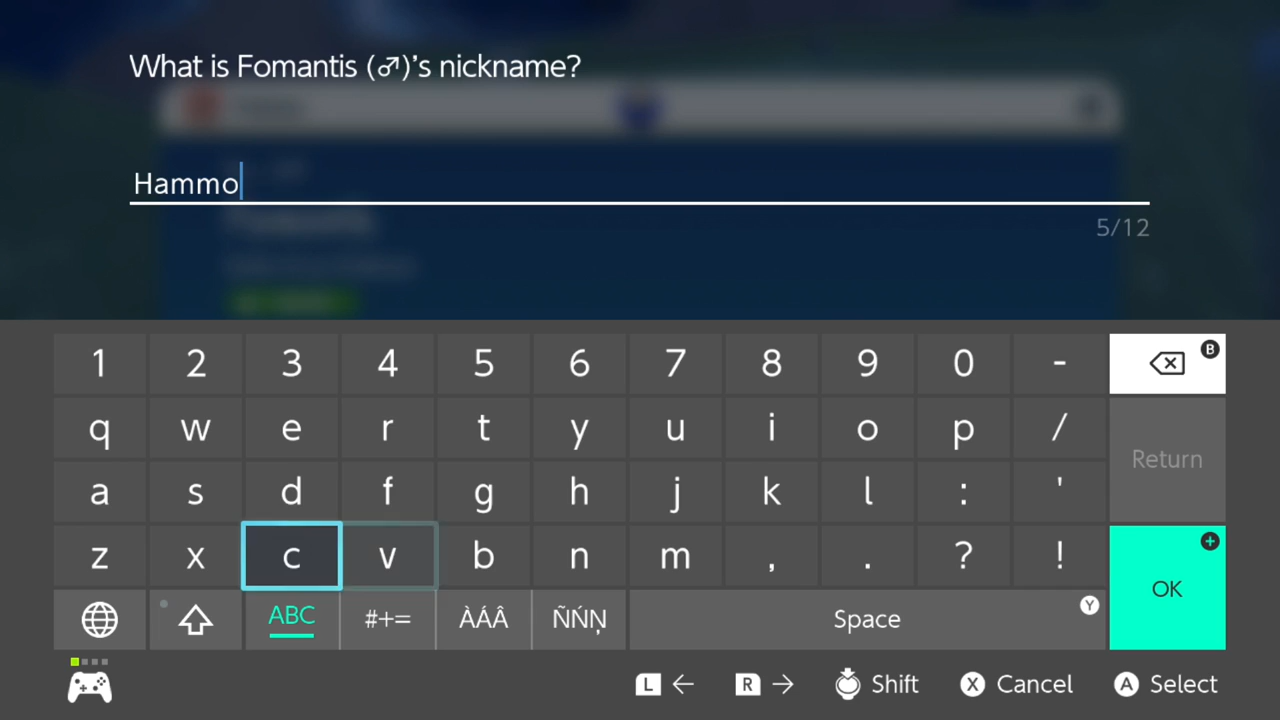 What is Fomantis (♂)'s nickname?
Hammo
5/12
1 2 3 4 5 6 7 8 9 0 - B
q w e r t y u i o p /
Return
a s d f g h j k l : '
z x c v b n m , . ? ! +
OK
ABC #+= ÀÁÂ ÑŃŅ Space Y
L ← R → Shift X Cancel A Select